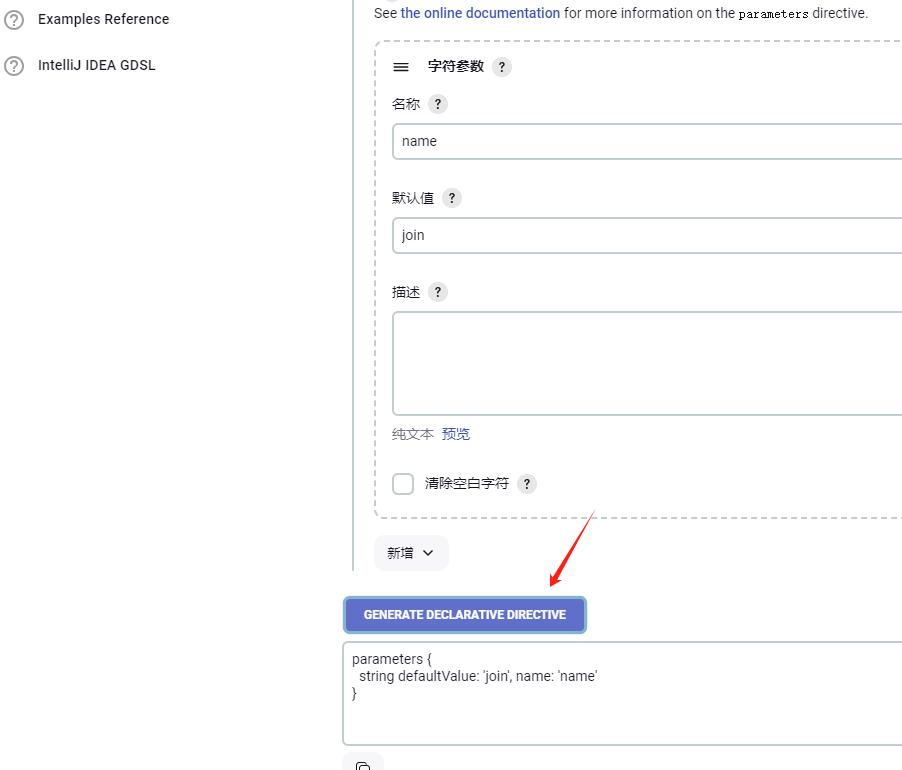 Examples Reference
IntelliJ IDEA GDSL
See the online documentation for more information on the parameters directive.
字符参数 ?
名称 ?
name
默认值 ?
join
描述 ?
纯文本 预览
清除空白字符 ?
新增
GENERATE DECLARATIVE DIRECTIVE
parameters {
string defaultValue: 'join', name: 'name'
}